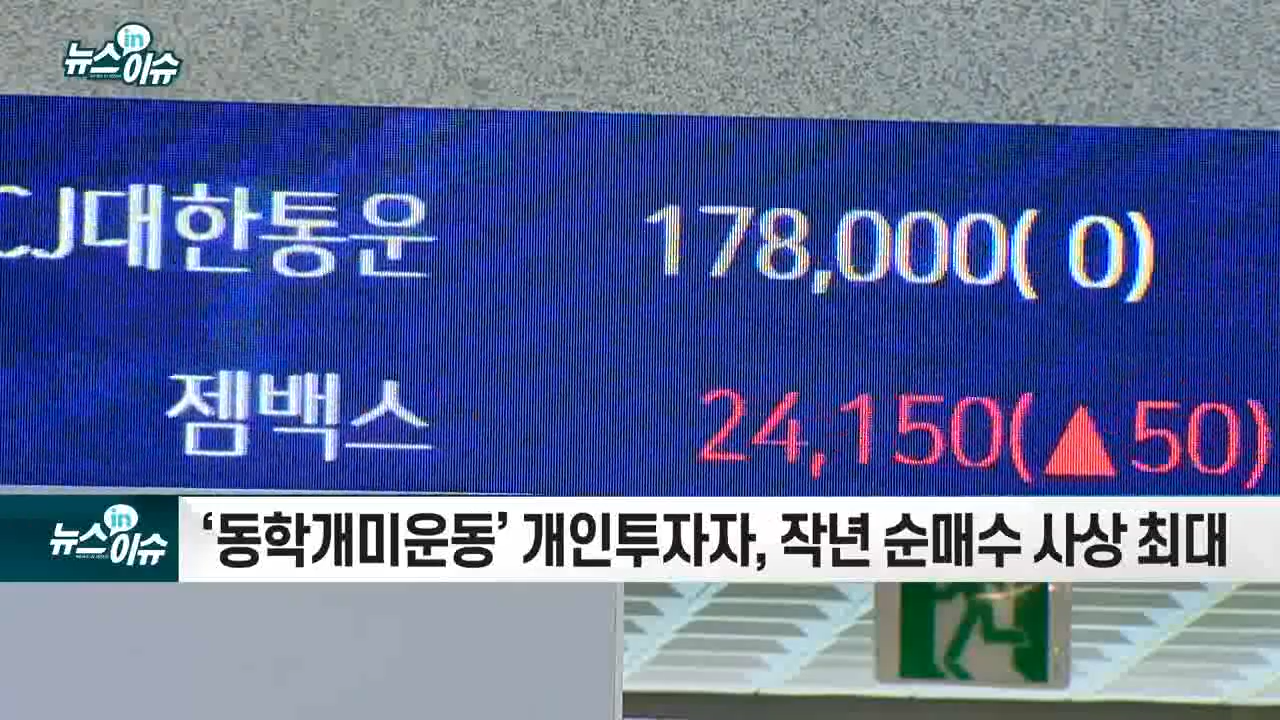 뉴스in이슈
CJ대한통운 178,000( 0)
젬백스 24,150(▲50)
뉴스in이슈
‘동학개미운동’ 개인투자자, 작년 순매수 사상 최대